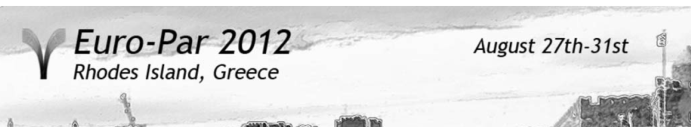 Euro-Par 2012
August 27th-31st
Rhodes Island, Greece